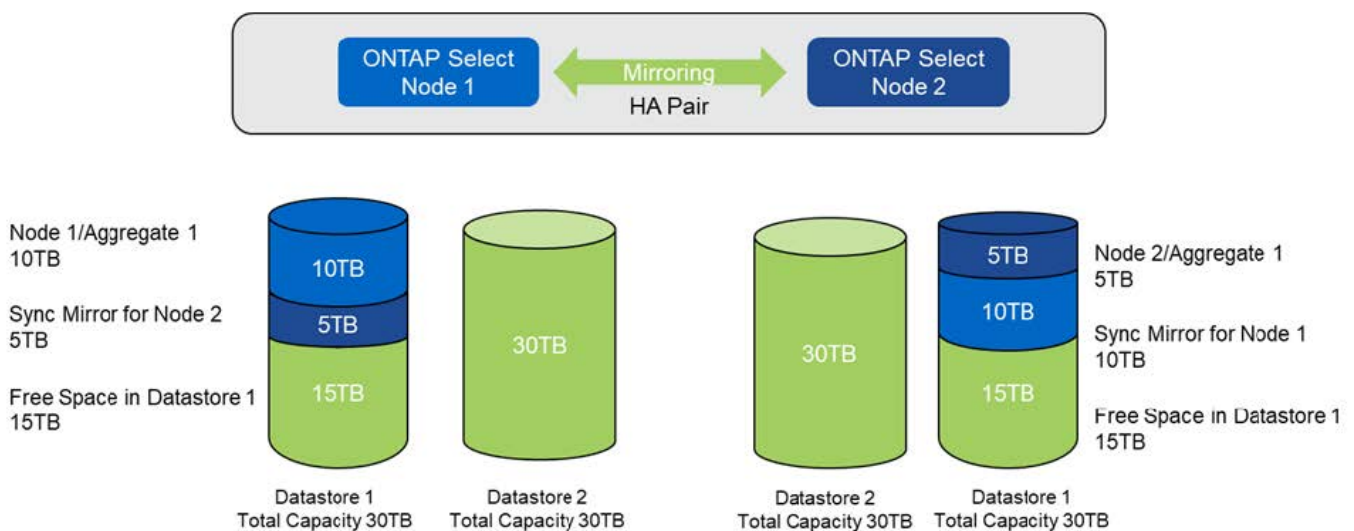 ONTAP Select
Node 1
Mirroring
HA Pair
ONTAP Select
Node 2
Node 1/Aggregate 1
10TB
Sync Mirror for Node 2
5TB
Free Space in Datastore 1
15TB
10TB
5TB
15TB
Datastore 1
Total Capacity 30TB
30TB
Datastore 2
Total Capacity 30TB
30TB
Datastore 2
Total Capacity 30TB
5TB
10TB
15TB
Datastore 1
Total Capacity 30TB
Node 2/Aggregate 1
5TB
Sync Mirror for Node 1
10TB
Free Space in Datastore 1
15TB